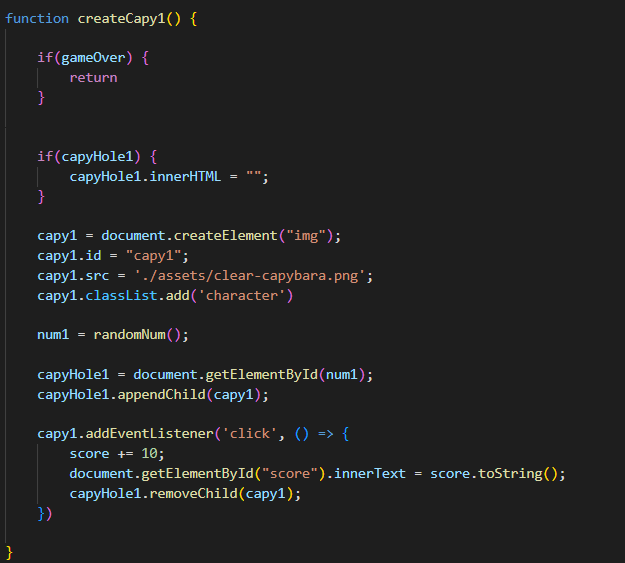 function createCapy1() {
if(gameOver) {
return
}
if(capyHole1) {
capyHole1.innerHTML = "";
}
capy1 = document.createElement("img");
capy1.id = "capy1";
capy1.src = './assets/clear-capybara.png';
capy1.classList.add('character')
num1 = randomNum();
capyHole1 = document.getElementById(num1);
capyHole1.appendChild(capy1);
capy1.addEventListener('click', () => {
score += 10;
document.getElementById("score").innerText = score.toString();
capyHole1.removeChild(capy1);
})
}